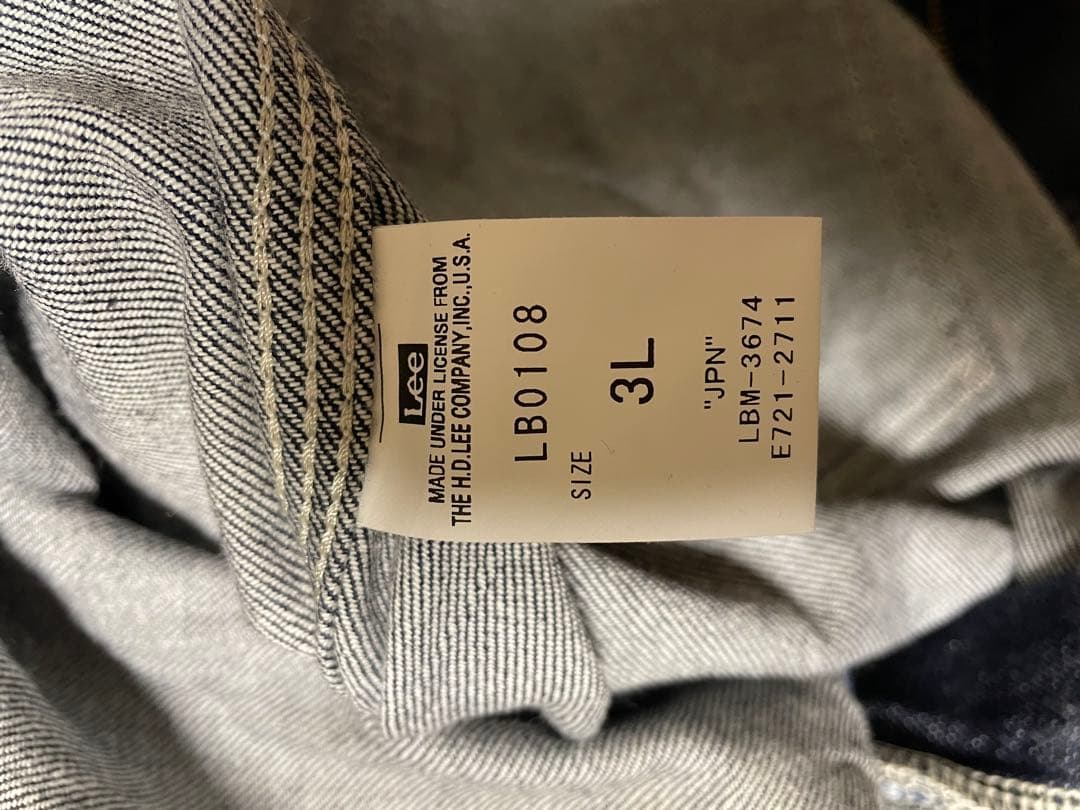 Lee
MADE UNDER LICENSE FROM
THE H.D.LEE COMPANY,INC.,U.S.A.
LB0108
SIZE
3L
"JPN"
LBM-3674
E721-2711